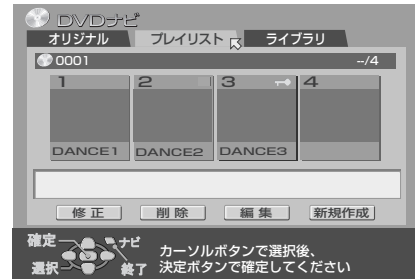 DVDナビ
オリジナル プレイリスト ライブラリ
0001 --/4
1 2 3 4
DANCE1 DANCE2 DANCE3
修正 削除 編集 新規作成
確定 ナビ
カーソルボタンで選択後、
選択 終了 決定ボタンで確定してください